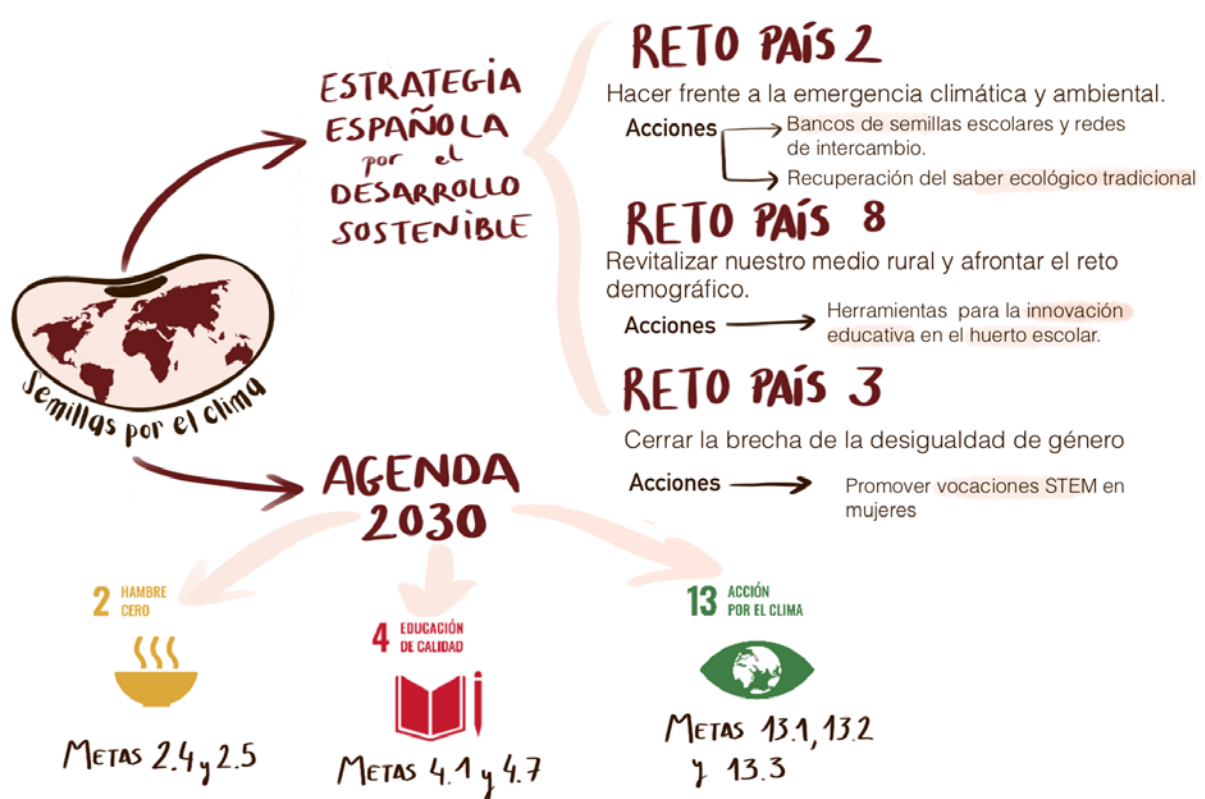 Semillas por el clima
ESTRATEGIA
ESPAÑOLA
por el
DESARROLLO
SOSTENIBLE
RETO PAÍS 2
Hacer frente a la emergencia climática y ambiental.
Acciones
Bancos de semillas escolares y redes
de intercambio.
Recuperación del saber ecológico tradicional
RETO PAÍS 8
Revitalizar nuestro medio rural y afrontar el reto
demográfico.
Acciones
Herramientas para la innovación
educativa en el huerto escolar.
RETO PAÍS 3
Cerrar la brecha de la desigualdad de género
Acciones
Promover vocaciones STEM en
mujeres
AGENDA
2030
2 HAMBRE
CERO
METAS 2.4 y 2.5
4 EDUCACIÓN
DE CALIDAD
METAS 4.1 y 4.7
13 ACCIÓN
POR EL CLIMA
METAS 13.1, 13.2
y 13.3